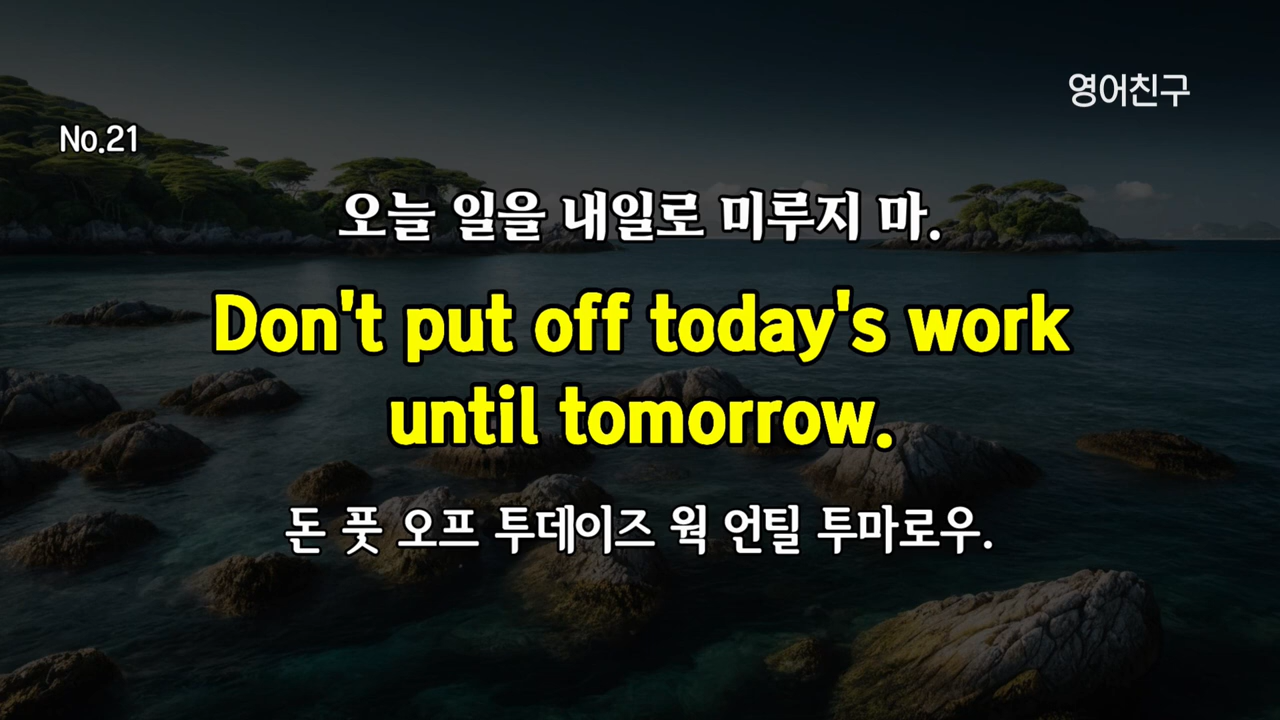 영어친구
No.21
오늘 일을 내일로 미루지 마.
Don't put off today's work
until tomorrow.
돈 풋 오프 투데이즈 웍 언틸 투마로우.